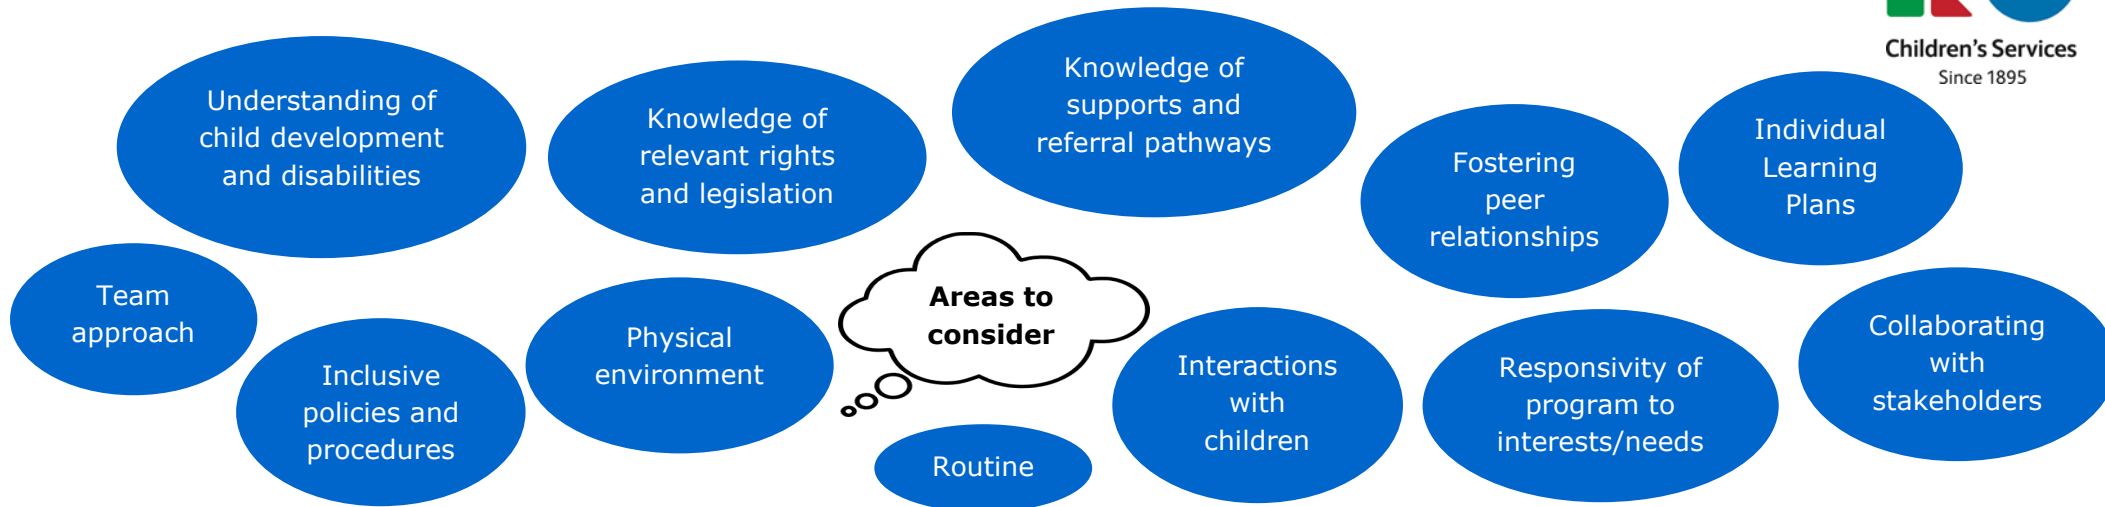 Children's Services
Since 1895
Understanding of
child development
and disabilities
Knowledge of
relevant rights
and legislation
Knowledge of
supports and
referral pathways
Fostering
peer
relationships
Individual
Learning
Plans
Team
approach
Inclusive
policies and
procedures
Physical
environment
Areas to
consider
Routine
Interactions
with
children
Responsivity of
program to
interests/needs
Collaborating
with
stakeholders